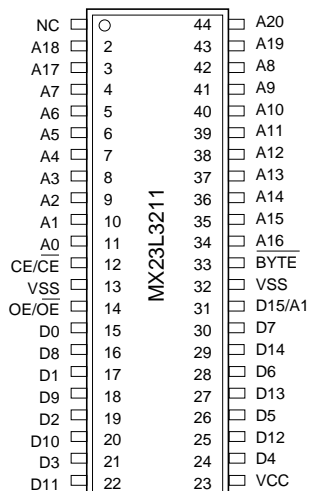 NC 44 A20
A18 2 43 A19
A17 3 42 A8
A7 4 41 A9
A6 5 40 A10
A5 6 39 A11
A4 7 38 A12
A3 8 37 A13
A2 9 36 A14
A1 10 35 A15
A0 11 34 A16
CE/C̅E̅ 12 33 B̅Y̅T̅E̅
VSS 13 32 VSS
OE/O̅E̅ 14 31 D15/A1
D0 15 30 D7
D8 16 29 D14
D1 17 28 D6
D9 18 27 D13
D2 19 26 D5
D10 20 25 D12
D3 21 24 D4
D11 22 23 VCC
MX23L3211